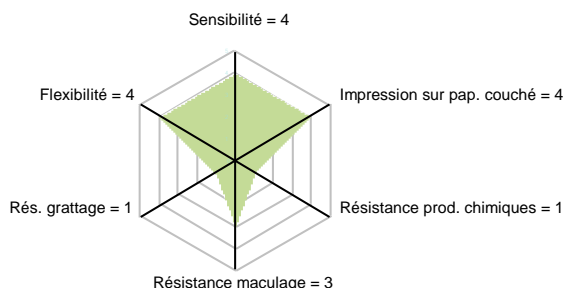 Sensibilité = 4
Flexibilité = 4
Impression sur pap. couché = 4
Rés. grattage = 1
Résistance prod. chimiques = 1
Résistance maculage = 3